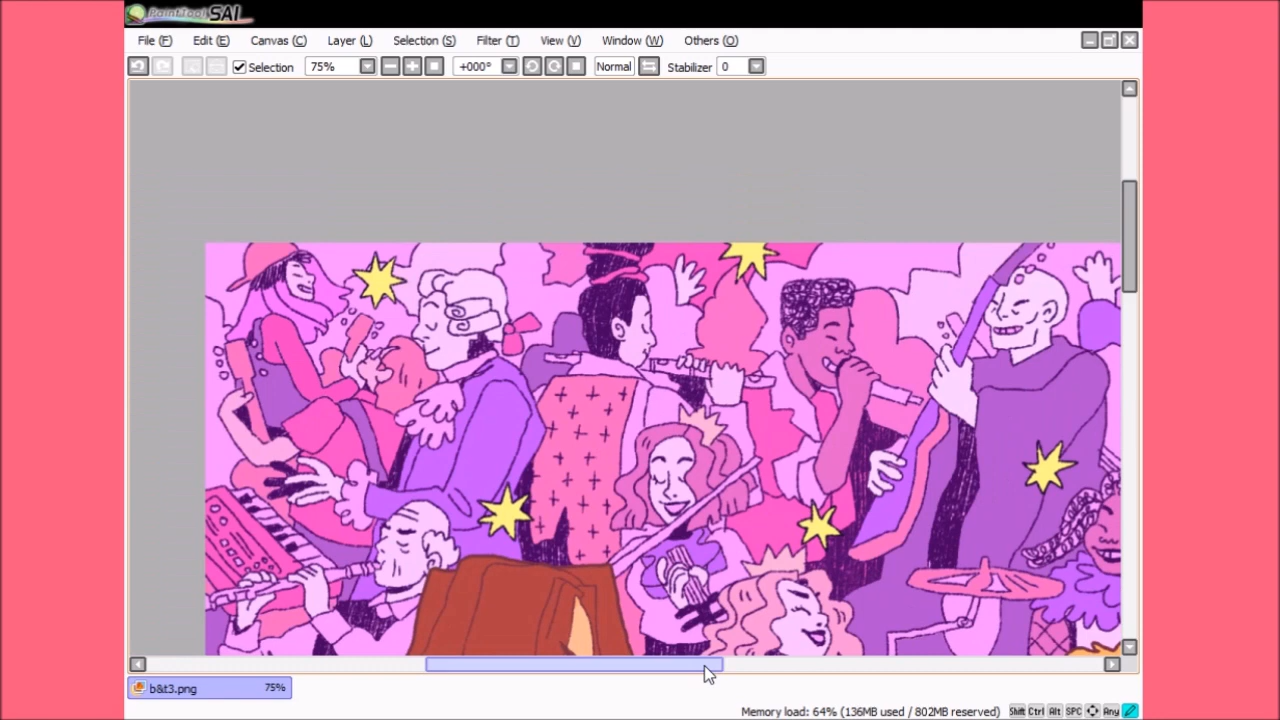 PaintTool SAI
File (F) Edit (E) Canvas (C) Layer (L) Selection (S) Filter (T) View (V) Window (W) Others (O)
Selection 75% +000° Normal Stabilizer 0
b&t3.png 75%
Memory load: 64% (136MB used / 802MB reserved) Shift Ctrl Alt SPC Any